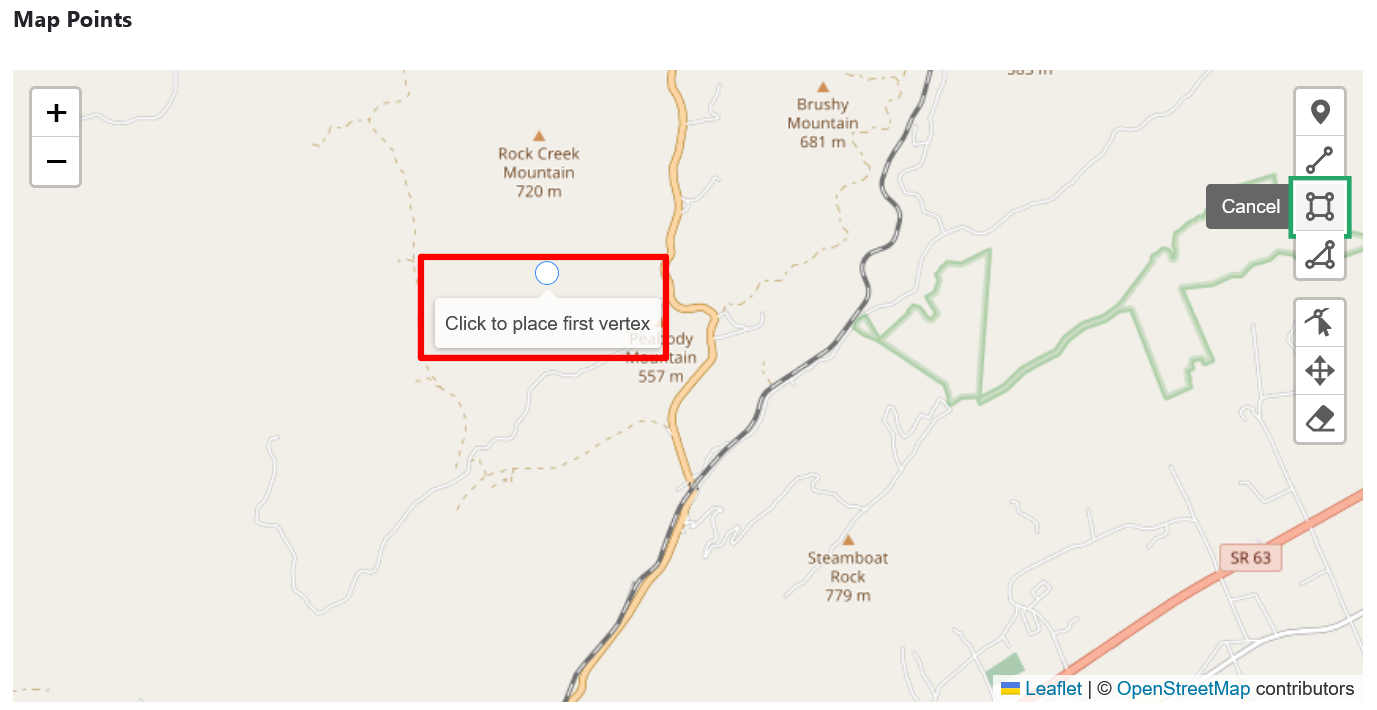 Map Points
+
−
Brushy
Mountain
681 m
Rock Creek
Mountain
720 m
Cancel
Click to place first vertex
Peabody
Mountain
557 m
Steamboat
Rock
779 m
SR 63
Leaflet | © OpenStreetMap contributors